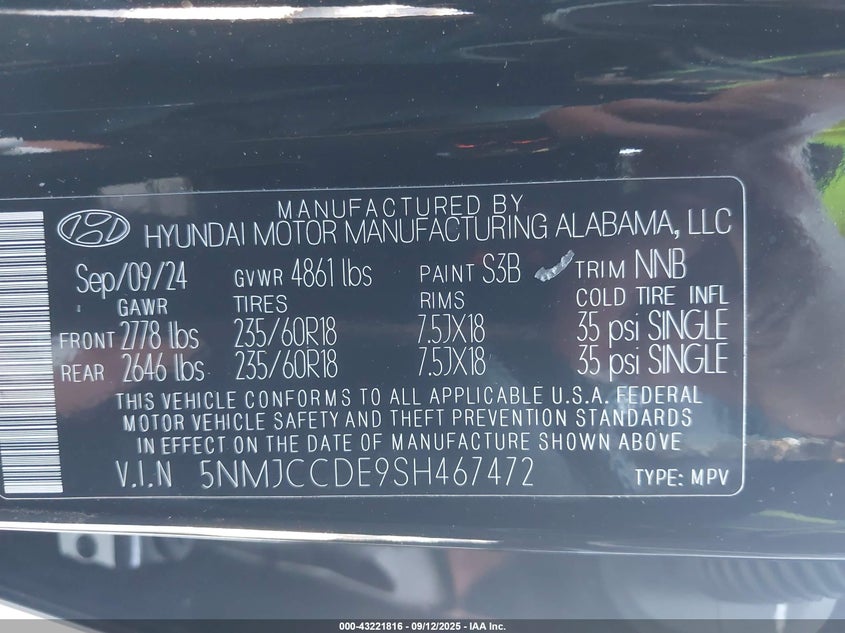 MANUFACTURED BY
HYUNDAI MOTOR MANUFACTURING ALABAMA, LLC
Sep/09/24 GVWR 4861 lbs PAINT S3B TRIM NNB
GAWR TIRES RIMS COLD TIRE INFL
FRONT 2778 lbs 235/60R18 7.5JX18 35 psi SINGLE
REAR 2646 lbs 235/60R18 7.5JX18 35 psi SINGLE
THIS VEHICLE CONFORMS TO ALL APPLICABLE U.S.A. FEDERAL
MOTOR VEHICLE SAFETY AND THEFT PREVENTION STANDARDS
IN EFFECT ON THE DATE OF MANUFACTURE SHOWN ABOVE
V.I.N 5NMJCCDE9SH467472 TYPE: MPV
000-43221816 - 09/12/2025 - IAA Inc.